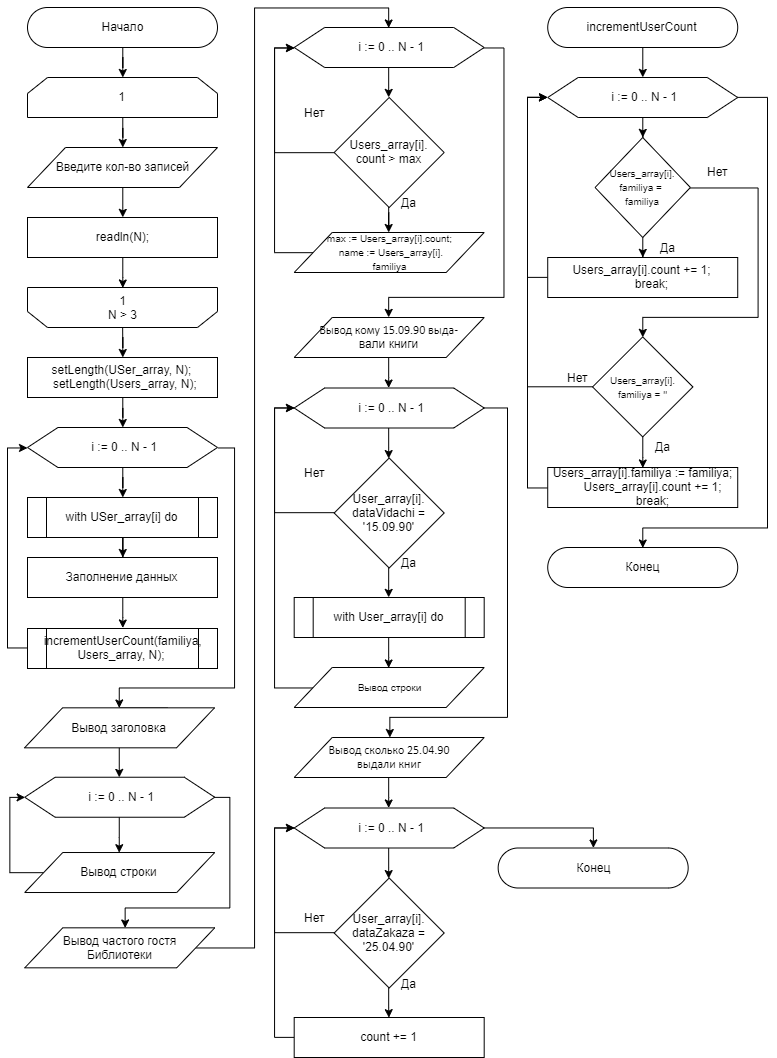 Начало
1
Введите кол-во записей
readln(N);
1
N > 3
setLength(USer_array, N);
setLength(Users_array, N);
i := 0 .. N - 1
with USer_array[i] do
Заполнение данных
incrementUserCount(familiya,
Users_array, N);
Вывод заголовка
i := 0 .. N - 1
Вывод строки
Вывод частого гостя
Библиотеки
i := 0 .. N - 1
Нет
Users_array[i].
count > max
Да
max := Users_array[i].count;
name := Users_array[i].
familiya
Вывод кому 15.09.90 выда-
вали книги
i := 0 .. N - 1
Нет
User_array[i].
dataVidachi =
'15.09.90'
Да
with User_array[i] do
Вывод строки
Вывод сколько 25.04.90
выдали книг
i := 0 .. N - 1
Нет
User_array[i].
dataZakaza =
'25.04.90'
Да
count += 1
Конец
incrementUserCount
i := 0 .. N - 1
Нет
Users_array[i].
familiya =
familiya
Да
Users_array[i].count += 1;
break;
Нет
Users_array[i].
familiya = ''
Да
Users_array[i].familiya := familiya;
Users_array[i].count += 1;
break;
Конец